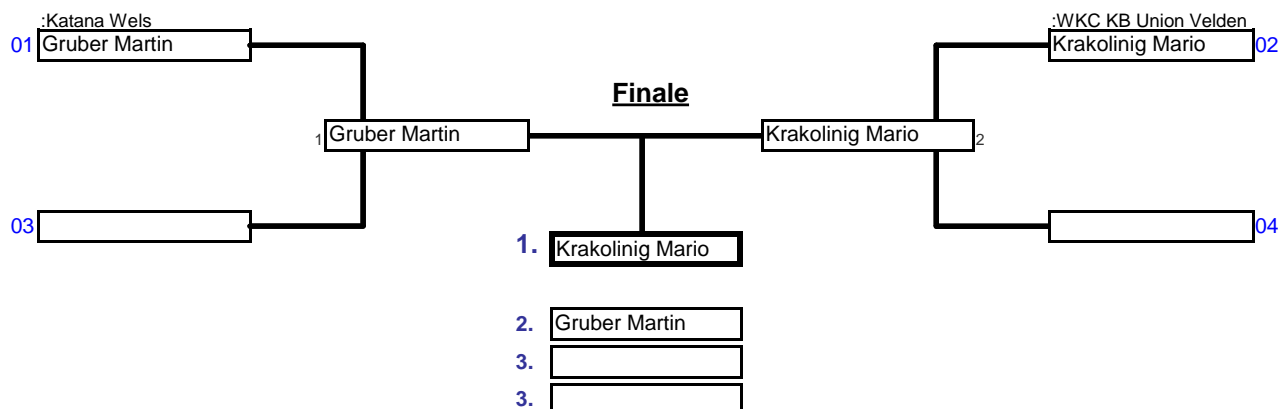 :Katana Wels :WKC KB Union Velden
01 Gruber Martin Krakolinig Mario 02
Finale
1 Gruber Martin Krakolinig Mario 2
03 04
1. Krakolinig Mario
2. Gruber Martin
3.
3.